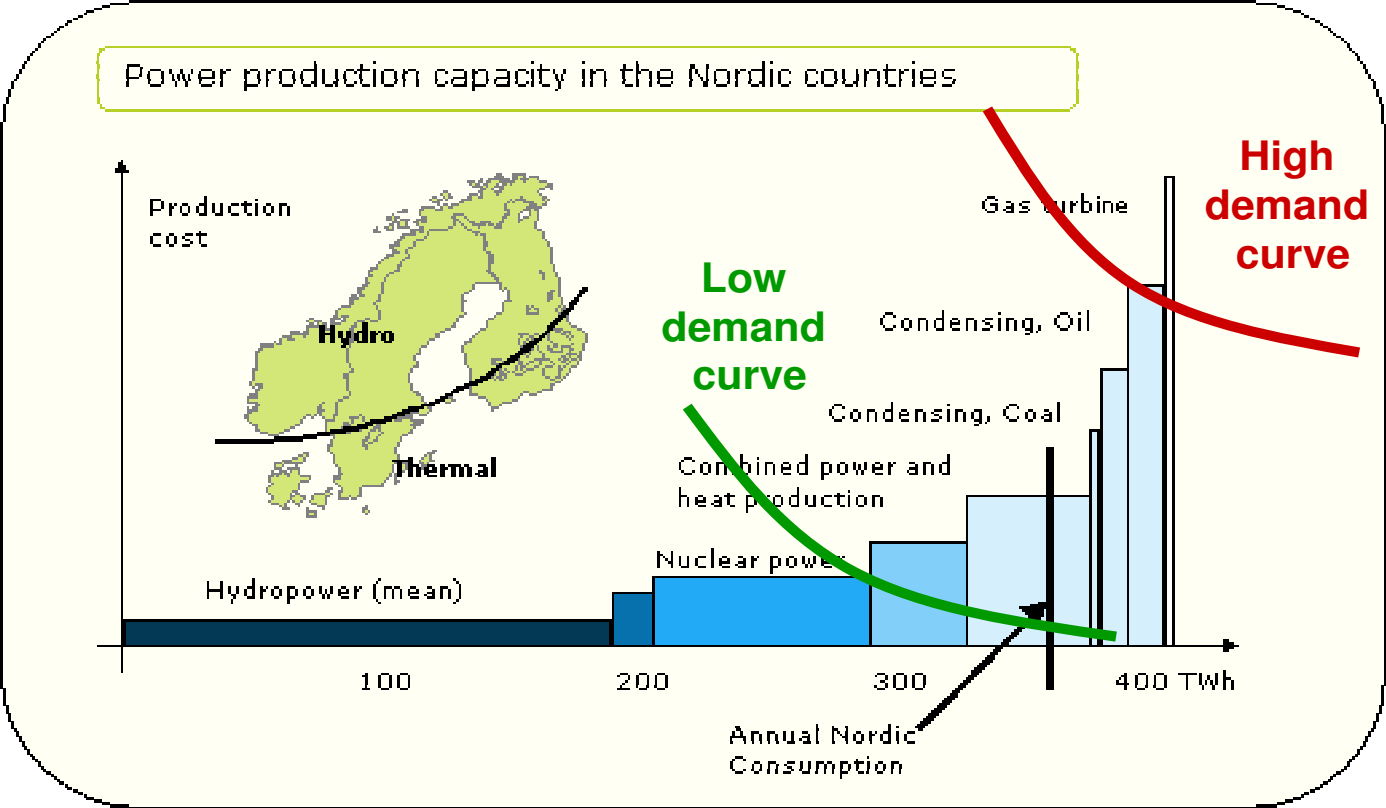 Power production capacity in the Nordic countries
High
demand
curve
Production
cost
Gas turbine
Low
demand
curve
Condensing, Oil
Hydro
Condensing, Coal
Thermal
Combined power and
heat production
Nuclear power
Hydropower (mean)
100 200 300 400 TWh
Annual Nordic
Consumption